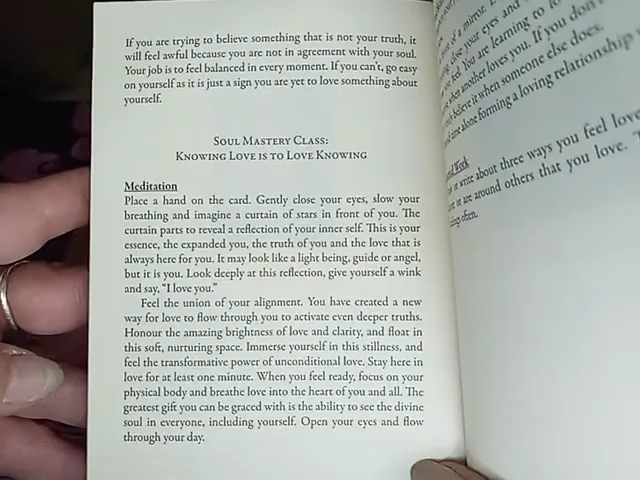 If you are trying to believe something that is not your truth, it
will feel awful because you are not in agreement with your soul.
Your job is to feel balanced in every moment. If you can't, go easy
on yourself as it is just a sign you are yet to love something about
yourself.
SOUL MASTERY CLASS:
KNOWING LOVE IS TO LOVE KNOWING
Meditation
Place a hand on the card. Gently close your eyes, slow your
breathing and imagine a curtain of stars in front of you. The
curtain parts to reveal a reflection of your inner self. This is your
essence, the expanded you, the truth of you and the love that is
always here for you. It may look like a light being, guide or angel,
but it is you. Look deeply at this reflection, give yourself a wink
and say, "I love you."
Feel the union of your alignment. You have created a new
way for love to flow through you to activate even deeper truths.
Honour the amazing brightness of love and clarity, and float in
this soft, nurturing space. Immerse yourself in this stillness, and
feel the transformative power of unconditional love. Stay here in
love for at least one minute. When you feel ready, focus on your
physical body and breathe love into the heart of you and all. The
greatest gift you can be graced with is the ability to see the divine
soul in everyone, including yourself. Open your eyes and flow
through your day.
of a mirror.
close your eyes and
feel. You are learning to
when another loves you. If you don't
believe it when someone else does.
alone forming a loving relationship
Work
or write about three ways you feel love
or are around others that you love.
often.